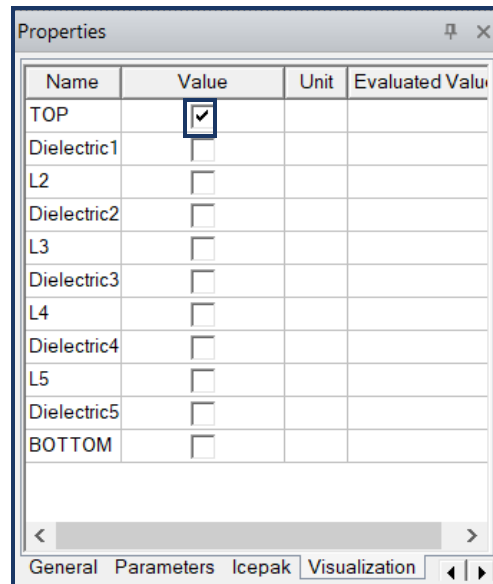 Properties
Name Value Unit Evaluated Valu
TOP
Dielectric1
L2
Dielectric2
L3
Dielectric3
L4
Dielectric4
L5
Dielectric5
BOTTOM
General Parameters Icepak Visualization